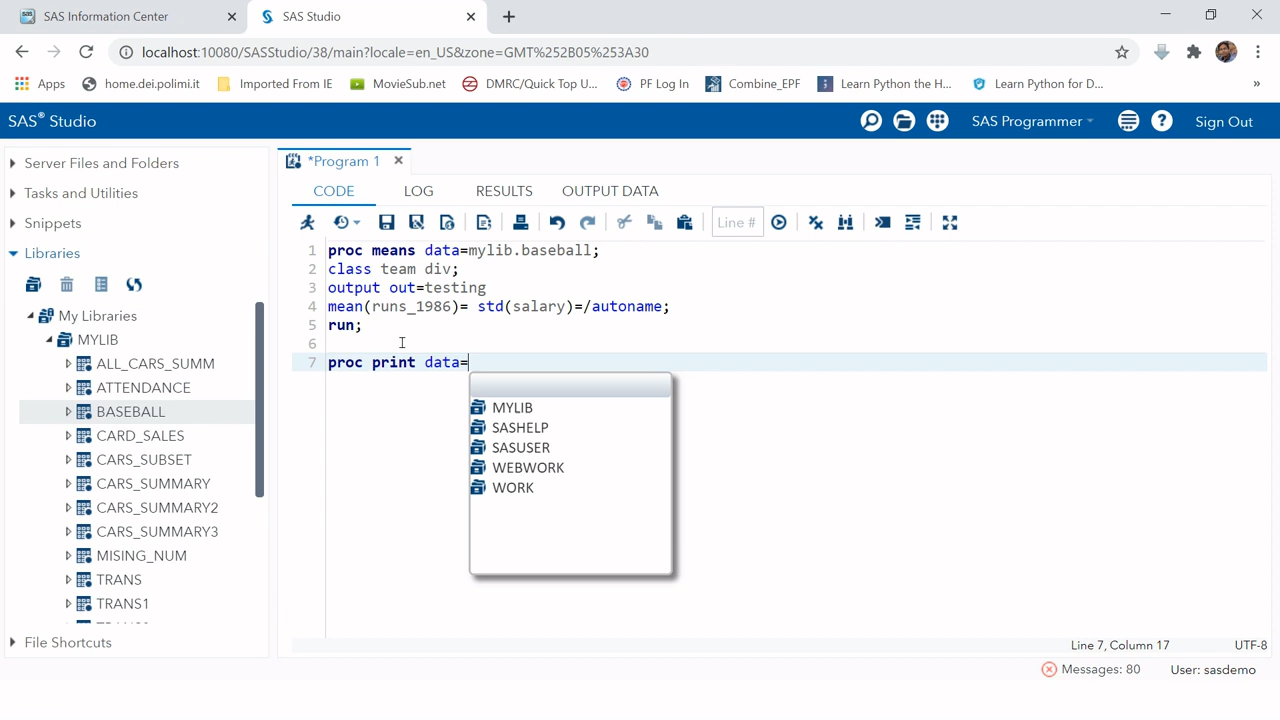 SAS Information Center
SAS Studio
localhost:10080/SASStudio/38/main?locale=en_US&zone=GMT%252B05%253A30
Apps
home.dei.polimi.it
Imported From IE
MovieSub.net
DMRC/Quick Top U...
PF Log In
Combine_EPF
Learn Python the H...
Learn Python for D...
»
SAS® Studio
SAS Programmer
Sign Out
Server Files and Folders
Tasks and Utilities
Snippets
Libraries
My Libraries
MYLIB
ALL_CARS_SUMM
ATTENDANCE
BASEBALL
CARD_SALES
CARS_SUBSET
CARS_SUMMARY
CARS_SUMMARY2
CARS_SUMMARY3
MISING_NUM
TRANS
TRANS1
File Shortcuts
*Program 1
CODE LOG RESULTS OUTPUT DATA
Line #
1 proc means data=mylib.baseball;
2 class team div;
3 output out=testing
4 mean(runs_1986)= std(salary)=/autoname;
5 run;
6
7 proc print data=
MYLIB
SASHELP
SASUSER
WEBWORK
WORK
Line 7, Column 17
UTF-8
Messages: 80
User: sasdemo